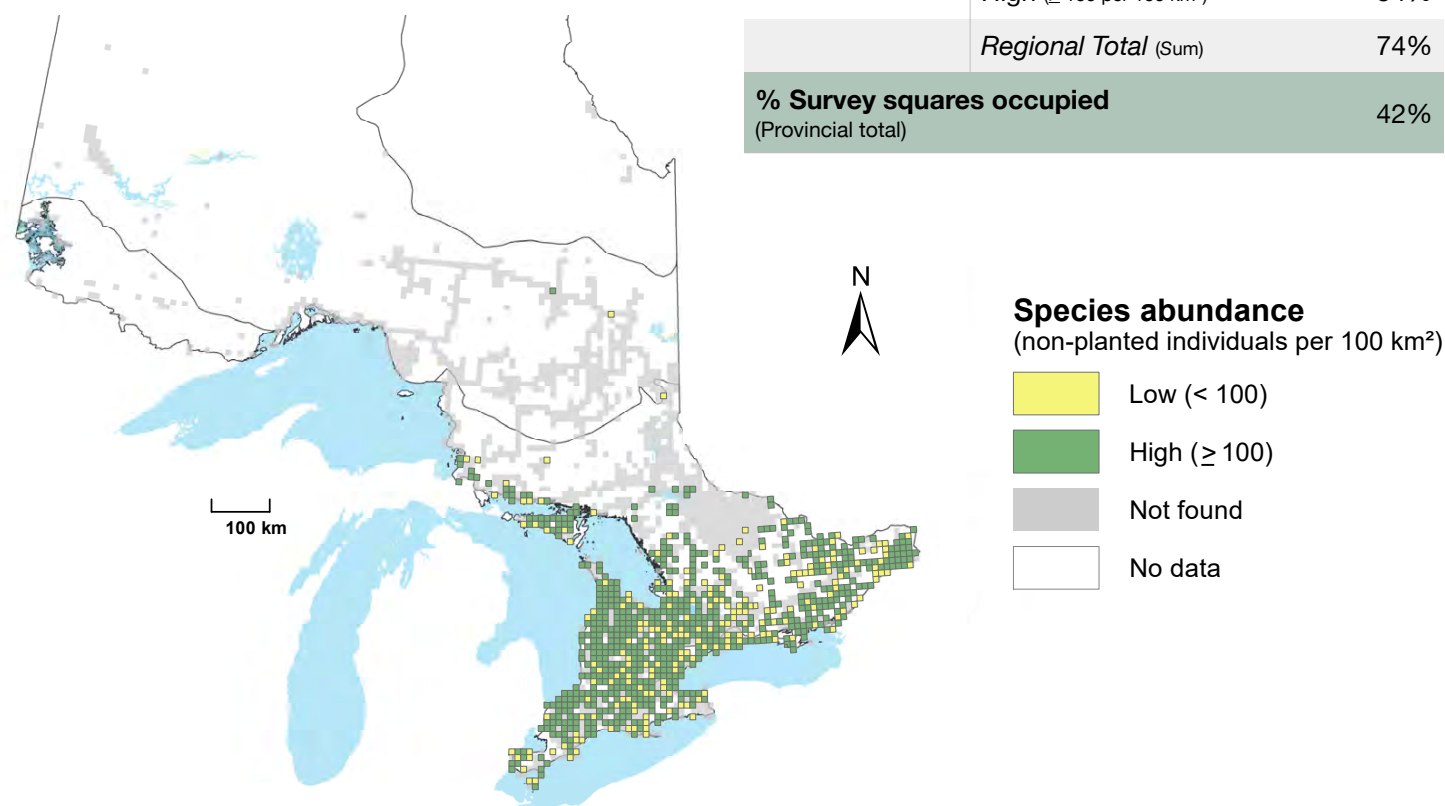 Regional Total (Sum) 74%
% Survey squares occupied 42%
(Provincial total)
N
Species abundance
(non-planted individuals per 100 km²)
Low (< 100)
High (≥ 100)
Not found
No data
100 km